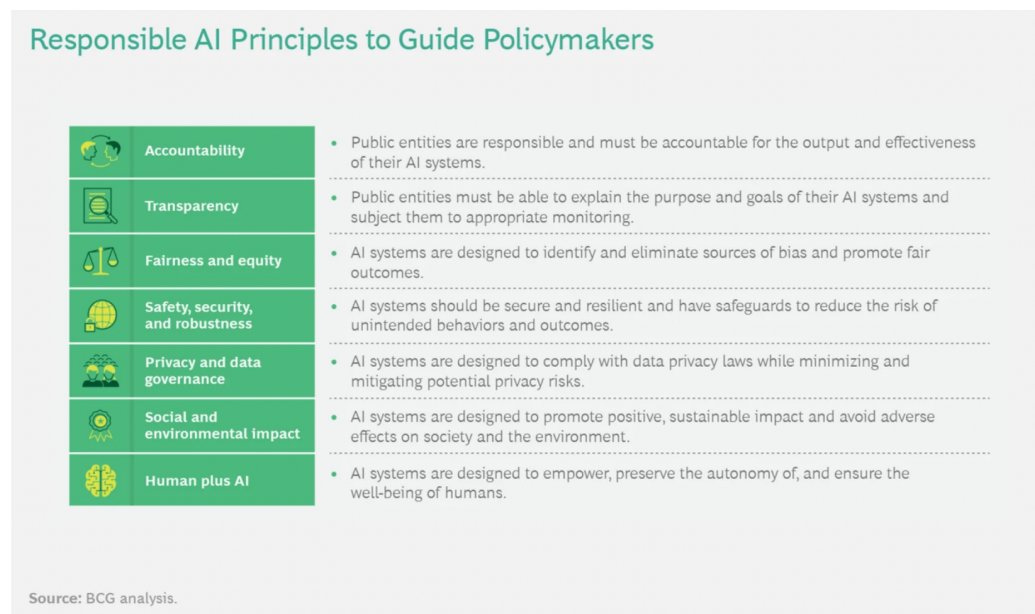 Responsible AI Principles to Guide Policymakers
Accountability
• Public entities are responsible and must be accountable for the output and effectiveness
of their AI systems.
Transparency
• Public entities must be able to explain the purpose and goals of their AI systems and
subject them to appropriate monitoring.
Fairness and equity
• AI systems are designed to identify and eliminate sources of bias and promote fair
outcomes.
Safety, security,
and robustness
• AI systems should be secure and resilient and have safeguards to reduce the risk of
unintended behaviors and outcomes.
Privacy and data
governance
• AI systems are designed to comply with data privacy laws while minimizing and
mitigating potential privacy risks.
Social and
environmental impact
• AI systems are designed to promote positive, sustainable impact and avoid adverse
effects on society and the environment.
Human plus AI
• AI systems are designed to empower, preserve the autonomy of, and ensure the
well-being of humans.
Source: BCG analysis.